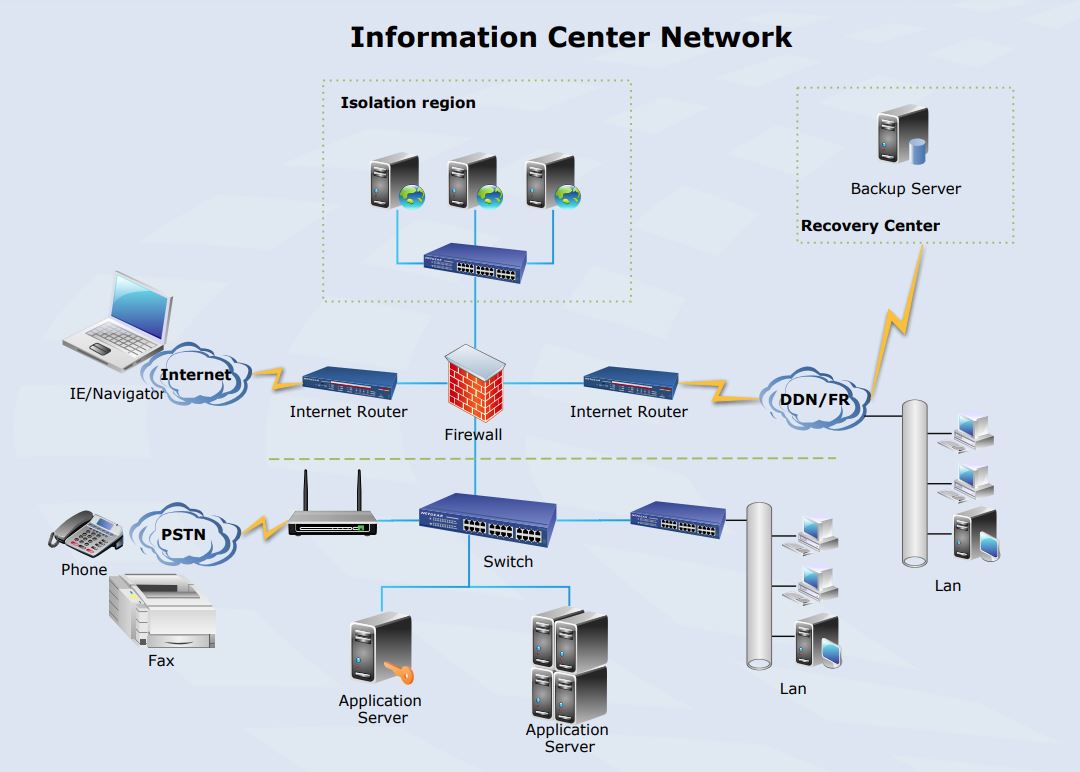 Information Center Network
Isolation region
Backup Server
Recovery Center
Internet
IE/Navigator
Internet Router
Internet Router
DDN/FR
Firewall
PSTN
Phone
Switch
Lan
Fax
Lan
Application
Server
Application
Server